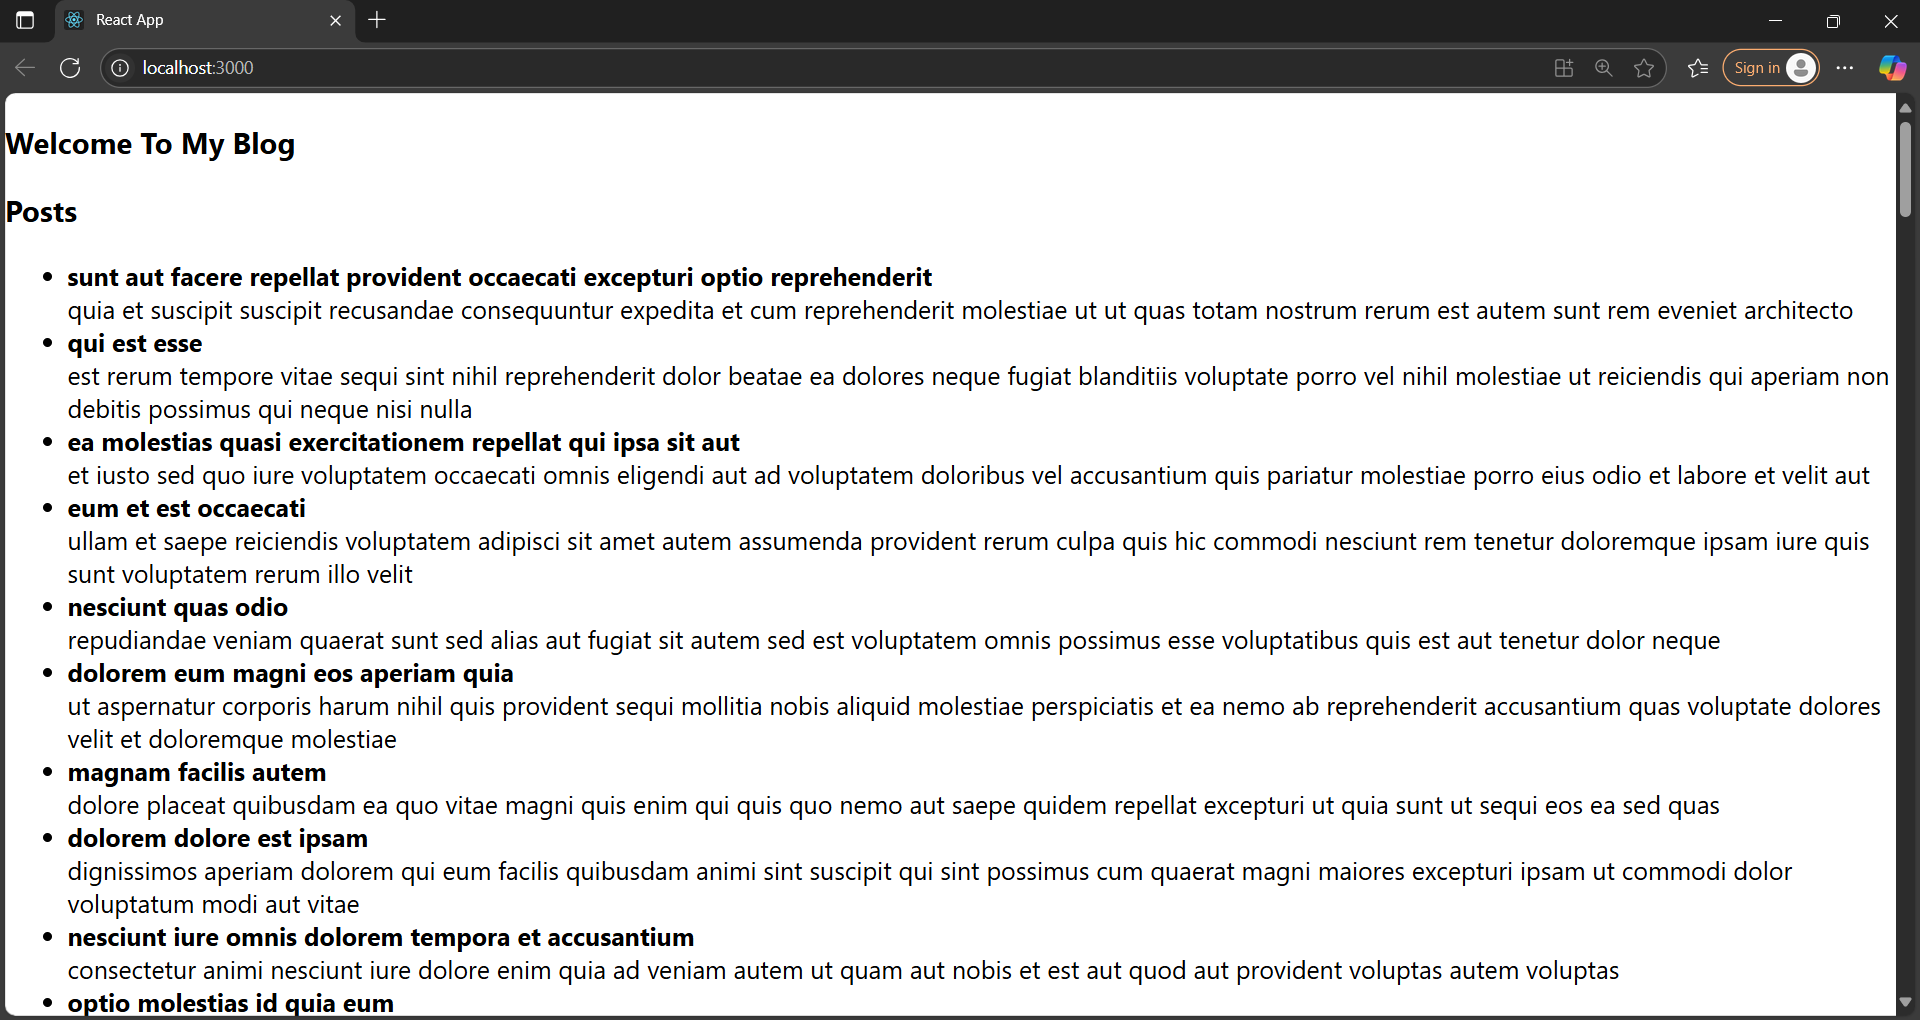 React App
localhost:3000
Sign in
Welcome To My Blog
Posts
sunt aut facere repellat provident occaecati excepturi optio reprehenderit
quia et suscipit suscipit recusandae consequuntur expedita et cum reprehenderit molestiae ut ut quas totam nostrum rerum est autem sunt rem eveniet architecto
qui est esse
est rerum tempore vitae sequi sint nihil reprehenderit dolor beatae ea dolores neque fugiat blanditiis voluptate porro vel nihil molestiae ut reiciendis qui aperiam non
debitis possimus qui neque nisi nulla
ea molestias quasi exercitationem repellat qui ipsa sit aut
et iusto sed quo iure voluptatem occaecati omnis eligendi aut ad voluptatem doloribus vel accusantium quis pariatur molestiae porro eius odio et labore et velit aut
eum et est occaecati
ullam et saepe reiciendis voluptatem adipisci sit amet autem assumenda provident rerum culpa quis hic commodi nesciunt rem tenetur doloremque ipsam iure quis
sunt voluptatem rerum illo velit
nesciunt quas odio
repudiandae veniam quaerat sunt sed alias aut fugiat sit autem sed est voluptatem omnis possimus esse voluptatibus quis est aut tenetur dolor neque
dolorem eum magni eos aperiam quia
ut aspernatur corporis harum nihil quis provident sequi mollitia nobis aliquid molestiae perspiciatis et ea nemo ab reprehenderit accusantium quas voluptate dolores
velit et doloremque molestiae
magnam facilis autem
dolore placeat quibusdam ea quo vitae magni quis enim qui quis quo nemo aut saepe quidem repellat excepturi ut quia sunt ut sequi eos ea sed quas
dolorem dolore est ipsam
dignissimos aperiam dolorem qui eum facilis quibusdam animi sint suscipit qui sint possimus cum quaerat magni maiores excepturi ipsam ut commodi dolor
voluptatum modi aut vitae
nesciunt iure omnis dolorem tempora et accusantium
consectetur animi nesciunt iure dolore enim quia ad veniam autem ut quam aut nobis et est aut quod aut provident voluptas autem voluptas
optio molestias id quia eum